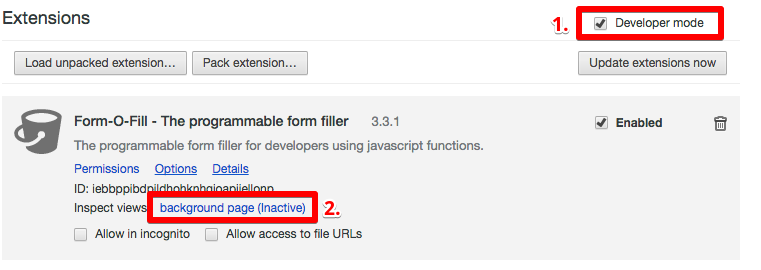 Extensions
1.
Developer mode
Load unpacked extension…
Pack extension…
Update extensions now
Form-O-Fill - The programmable form filler 3.3.1
Enabled
The programmable form filler for developers using javascript functions.
Permissions Options Details
ID:
Inspect views: background page (Inactive)
2.
Allow in incognito
Allow access to file URLs